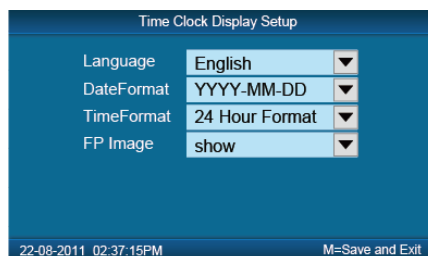 Time Clock Display Setup
Language English
DateFormat YYYY-MM-DD
TimeFormat 24 Hour Format
FP Image show
22-08-2011 02:37:15PM M=Save and Exit